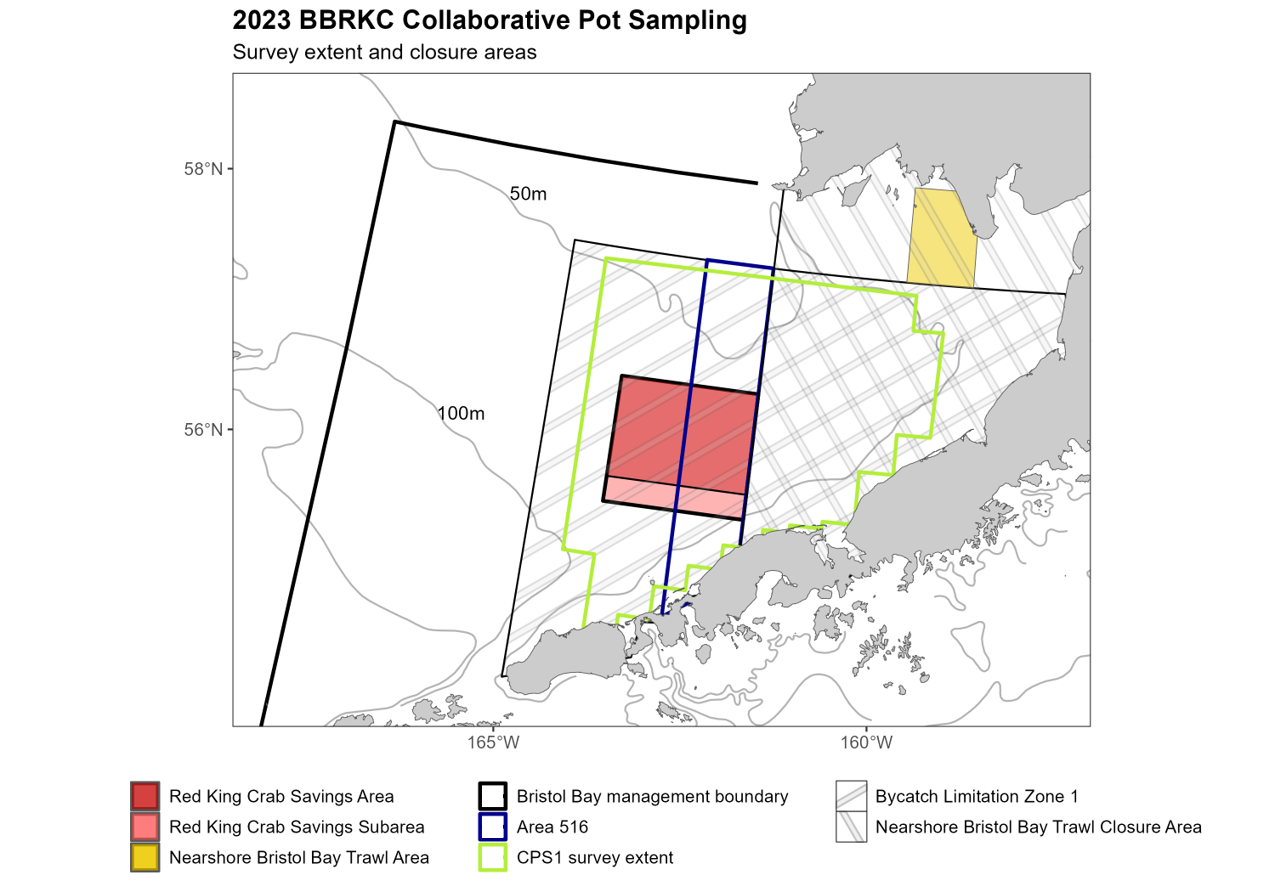 2023 BBRKC Collaborative Pot Sampling
Survey extent and closure areas
58°N
50m
100m
56°N
165°W
160°W
Red King Crab Savings Area
Red King Crab Savings Subarea
Nearshore Bristol Bay Trawl Area
Bristol Bay management boundary
Area 516
CPS1 survey extent
Bycatch Limitation Zone 1
Nearshore Bristol Bay Trawl Closure Area